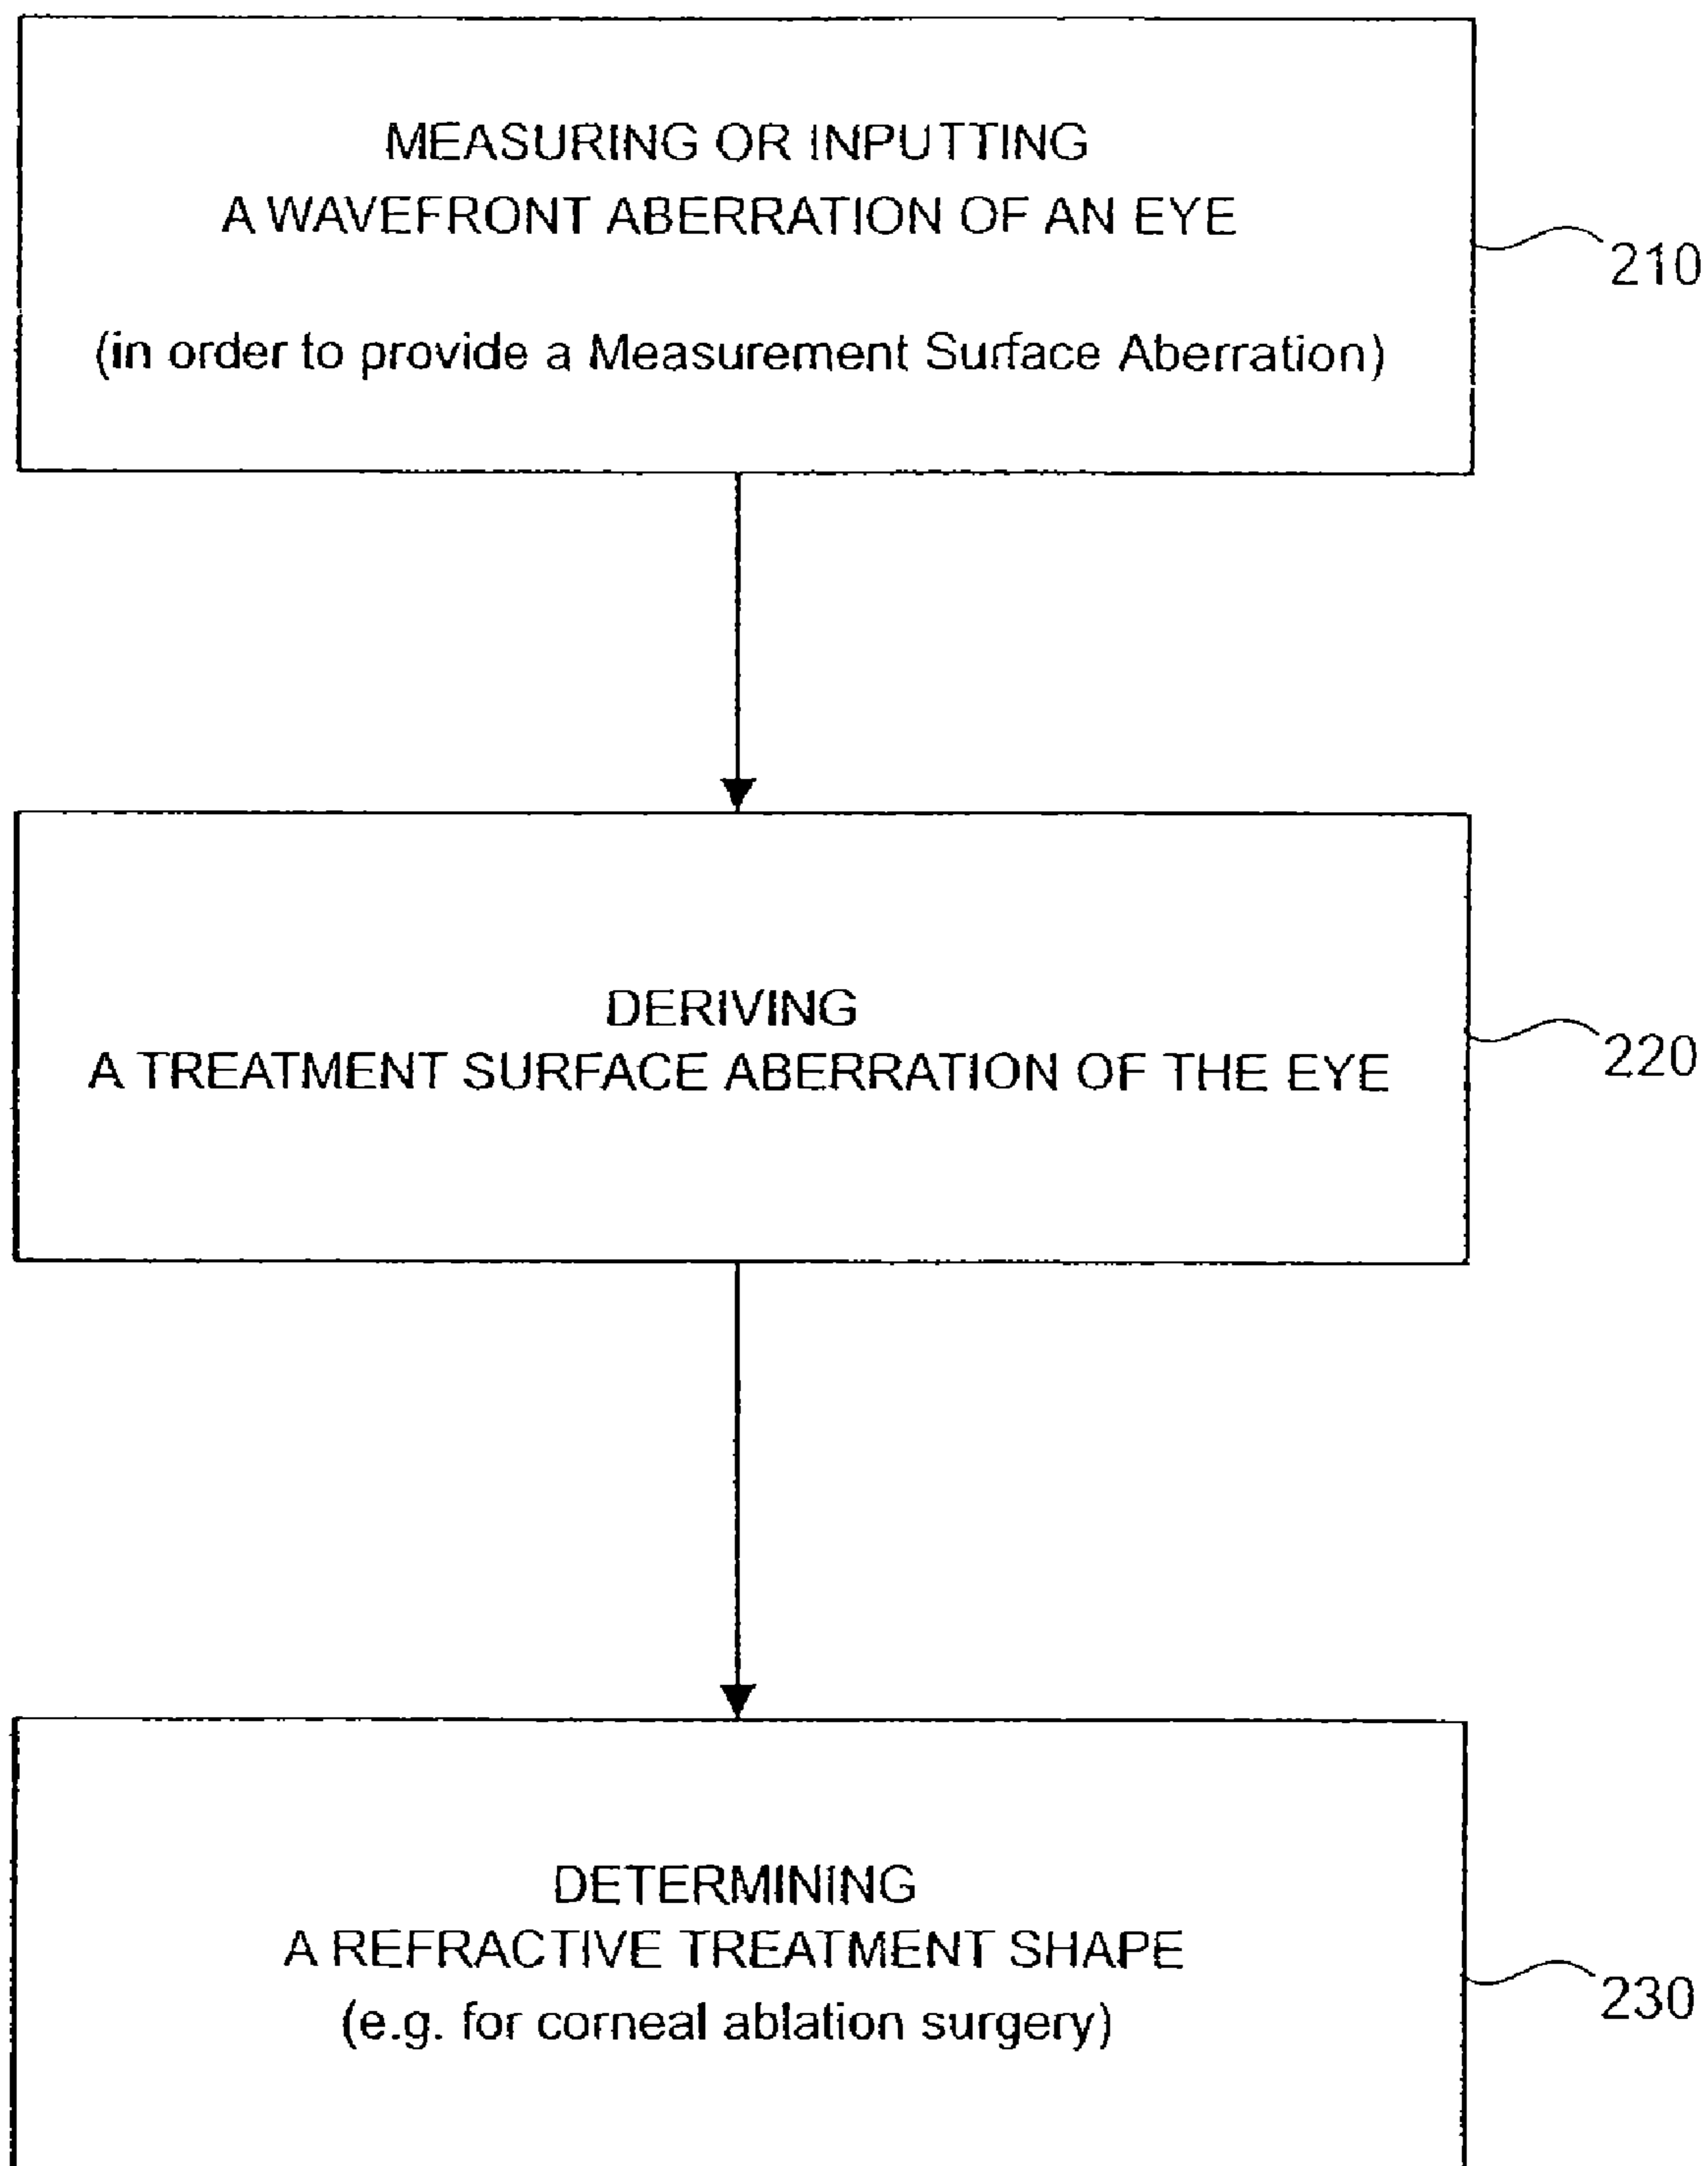 MEASURING OR INPUTTING
A WAVEFRONT ABERRATION OF AN EYE
(in order to provide a Measurement Surface Aberration)
210
DERIVING
A TREATMENT SURFACE ABERRATION OF THE EYE
220
DETERMINING
A REFRACTIVE TREATMENT SHAPE
(e.g. for corneal ablation surgery)
230